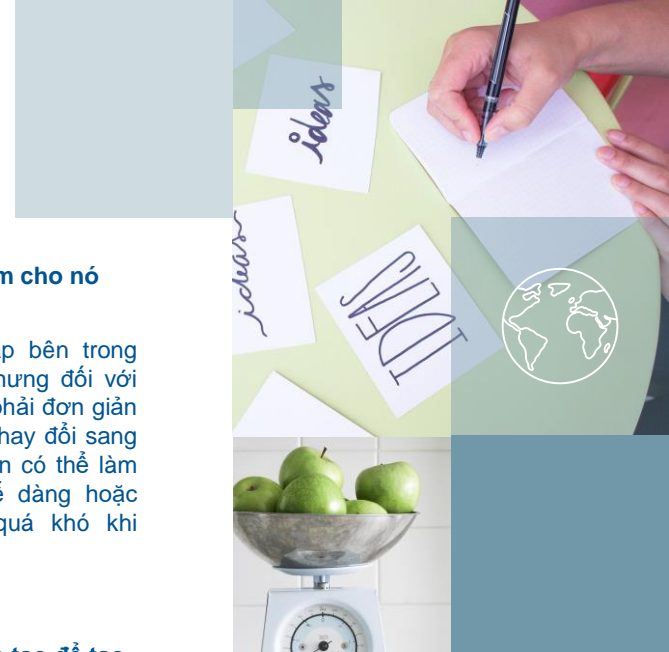 ideas
ideas
IDEAS
m cho nó
p bên trong
hưng đối với
phải đơn giản
hay đổi sang
n có thể làm
ễ dàng hoặc
quá khó khi